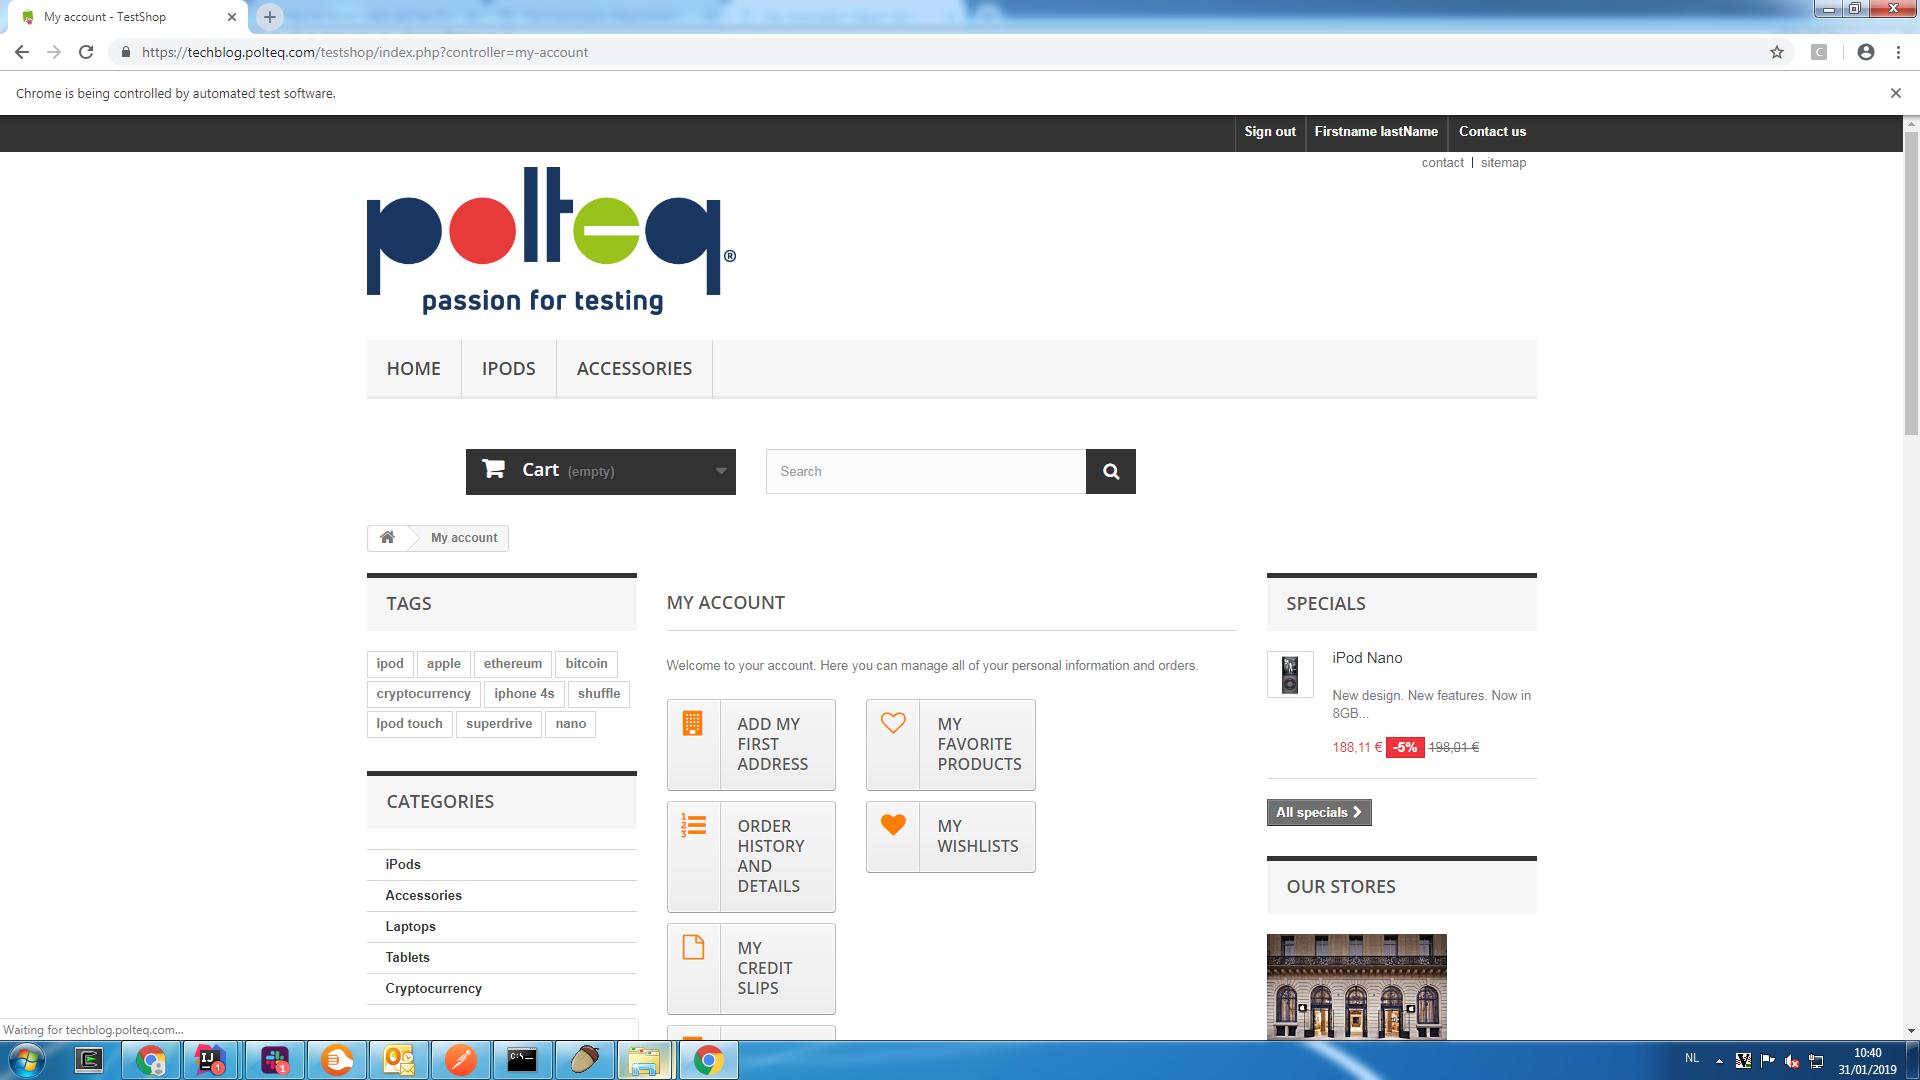 My account - TestShop
https://techblog.polteq.com/testshop/index.php?controller=my-account
C
Chrome is being controlled by automated test software.
Sign out
Firstname lastName
Contact us
contact | sitemap
polteq®
passion for testing
HOME
IPODS
ACCESSORIES
Cart (empty)
Search
My account
TAGS
ipod
apple
ethereum
bitcoin
cryptocurrency
iphone 4s
shuffle
Ipod touch
superdrive
nano
CATEGORIES
iPods
Accessories
Laptops
Tablets
Cryptocurrency
MY ACCOUNT
Welcome to your account. Here you can manage all of your personal information and orders.
ADD MY
FIRST
ADDRESS
MY
FAVORITE
PRODUCTS
ORDER
HISTORY
AND
DETAILS
MY
WISHLISTS
MY
CREDIT
SLIPS
SPECIALS
iPod Nano
New design. New features. Now in
8GB...
188,11 € -5% 198,01 €
All specials
OUR STORES
Waiting for techblog.polteq.com...
NL
10:40
31/01/2019